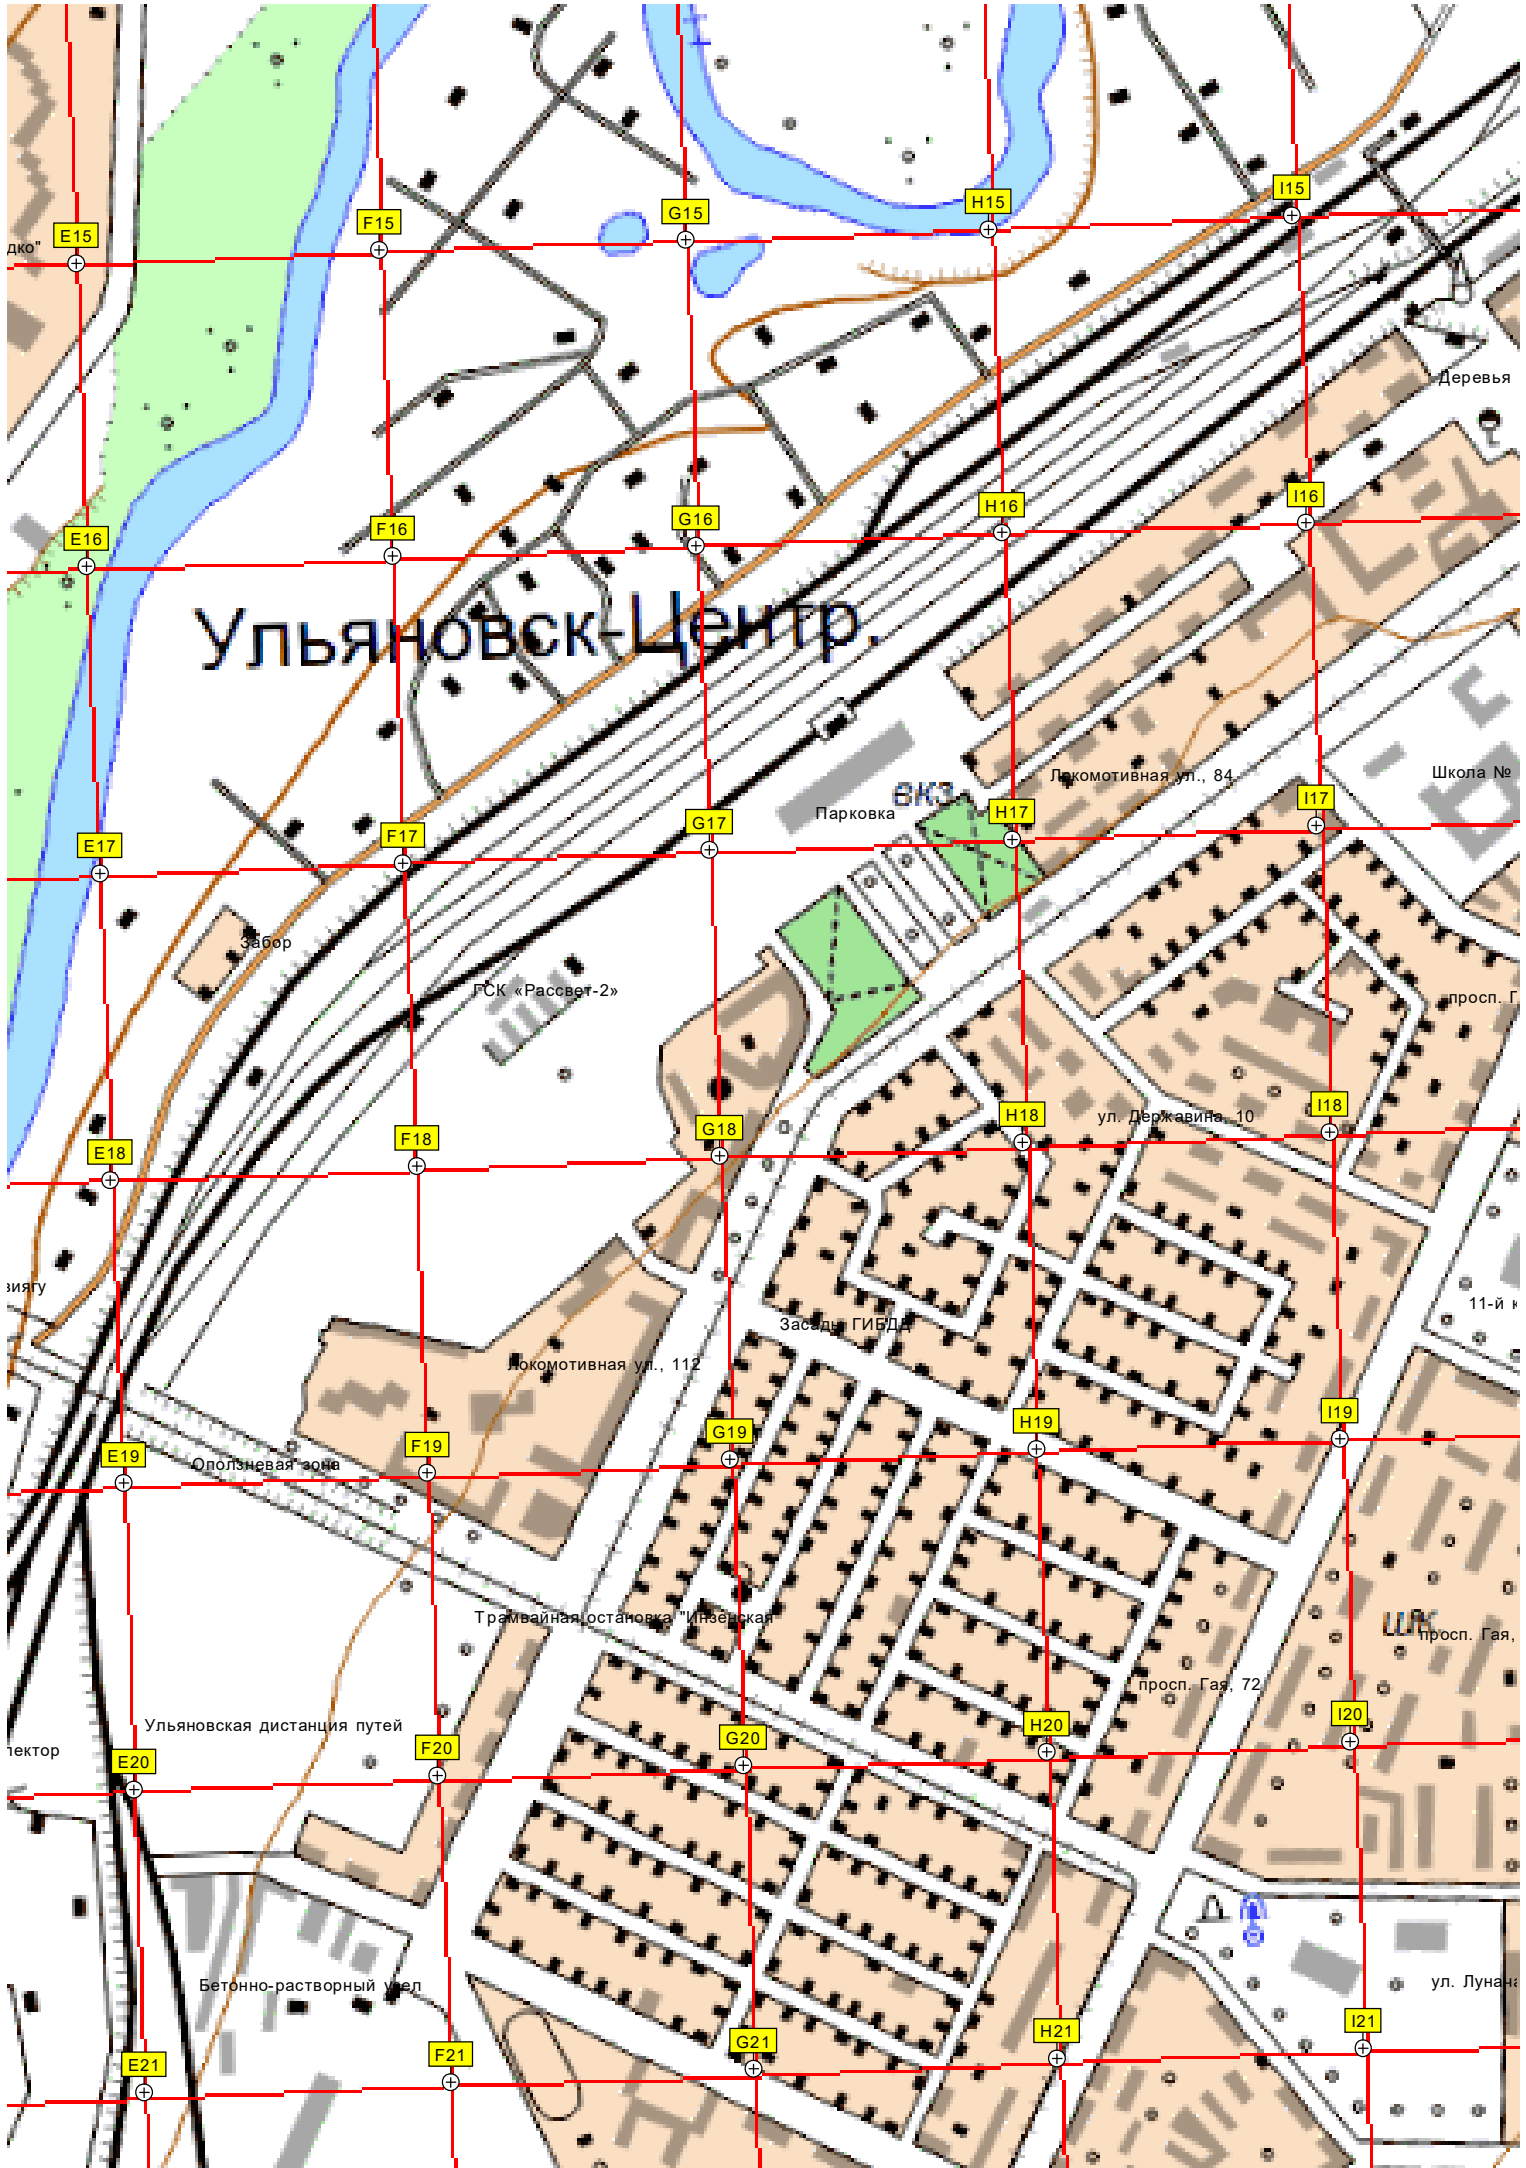 I15
H15
G15
F15
E15
дко"
Деревья
I16
H16
G16
F16
E16
Ульяновск-Центр.
Локомотивная ул., 84
Школа №
вкз.
I17
Парковка
H17
G17
F17
E17
Забор
ГСК «Рассвет-2»
просп. Г
I18
H18
ул. Державина, 10
G18
F18
E18
виягу
11-й к
Засады ГИБДД
Локомотивная ул., 112
I19
H19
G19
F19
E19
Оползневая зона
Трамвайная остановка "Инзенская
шк.
просп. Гая,
просп. Гая, 72
I20
H20
Ульяновская дистанция путей
G20
F20
E20
лектор
Бетонно-растворный узел
ул. Лунача
I21
H21
G21
F21
E21